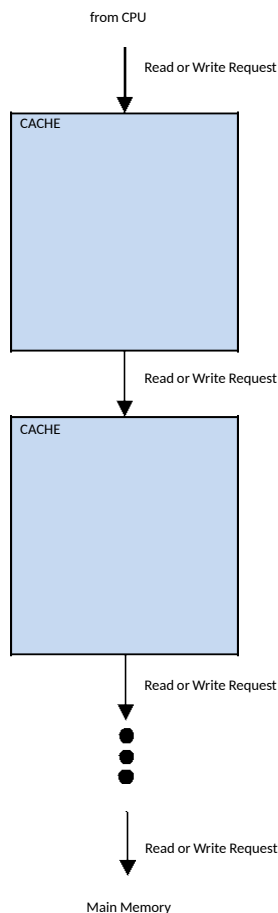 from CPU
Read or Write Request
CACHE
Read or Write Request
CACHE
Read or Write Request
Read or Write Request
Main Memory